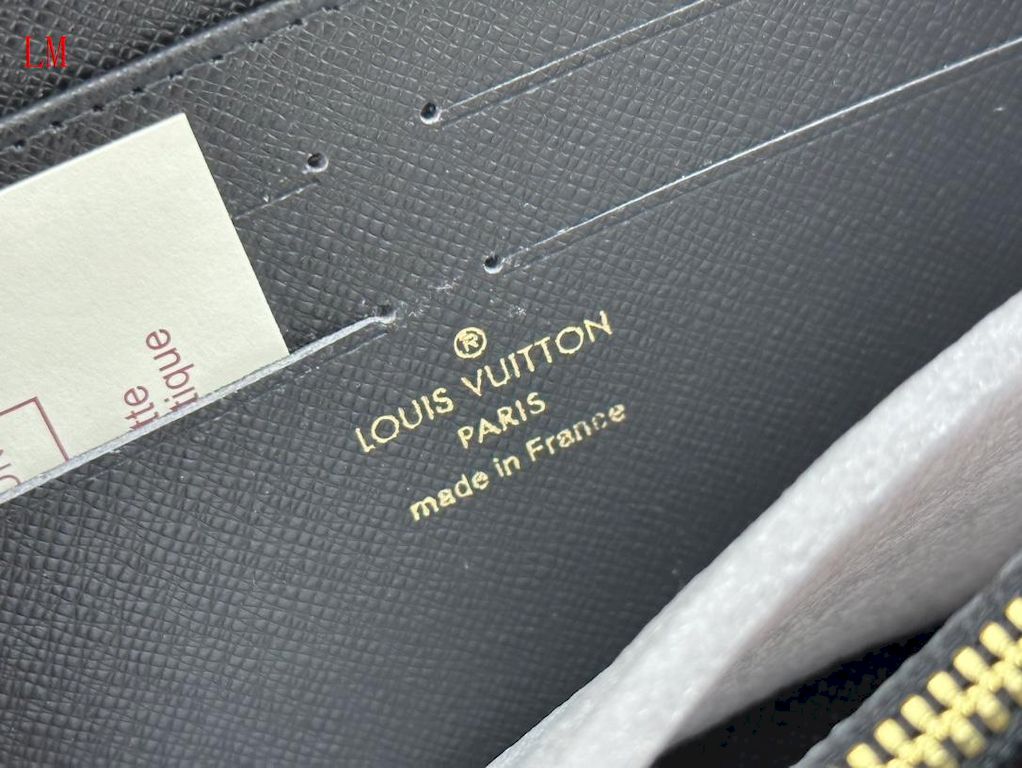 LM
®
LOUIS VUITTON
PARIS
made in France
tte
tique